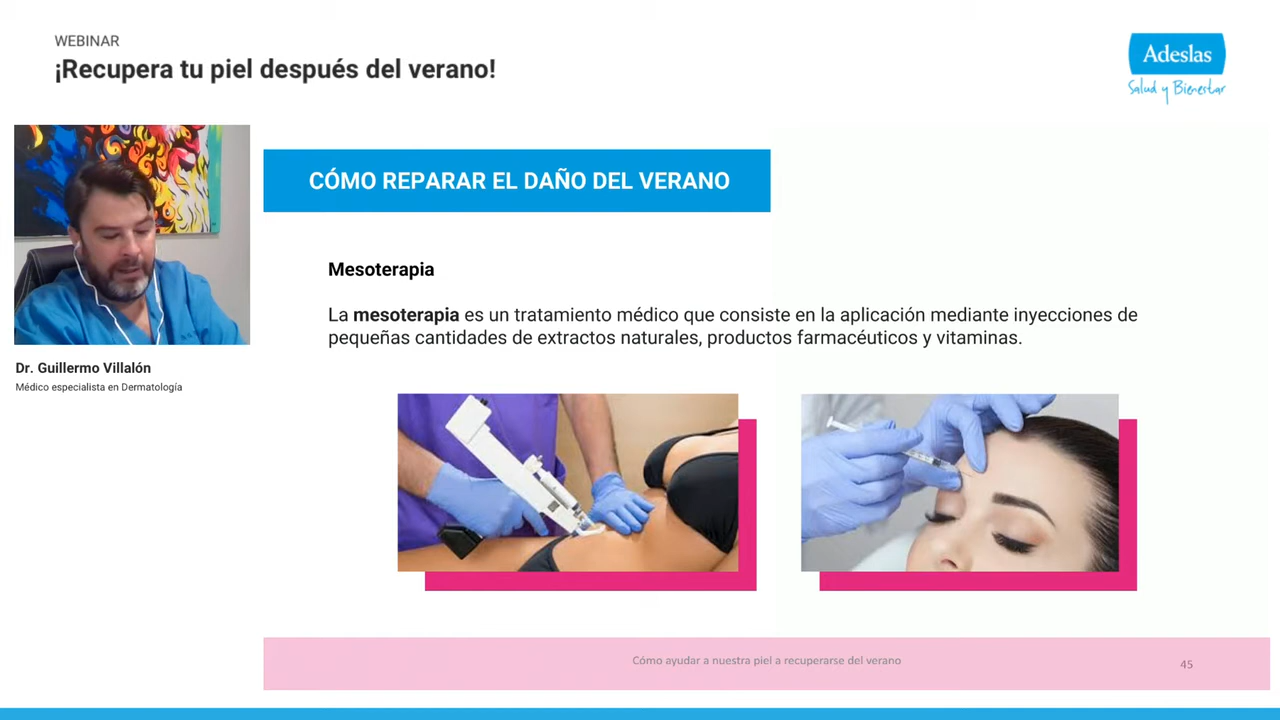 WEBINAR
¡Recupera tu piel después del verano!
Adeslas
Salud y Bienestar
CÓMO REPARAR EL DAÑO DEL VERANO
Mesoterapia
La mesoterapia es un tratamiento médico que consiste en la aplicación mediante inyecciones de
pequeñas cantidades de extractos naturales, productos farmacéuticos y vitaminas.
Dr. Guillermo Villalón
Médico especialista en Dermatología
Cómo ayudar a nuestra piel a recuperarse del verano
45